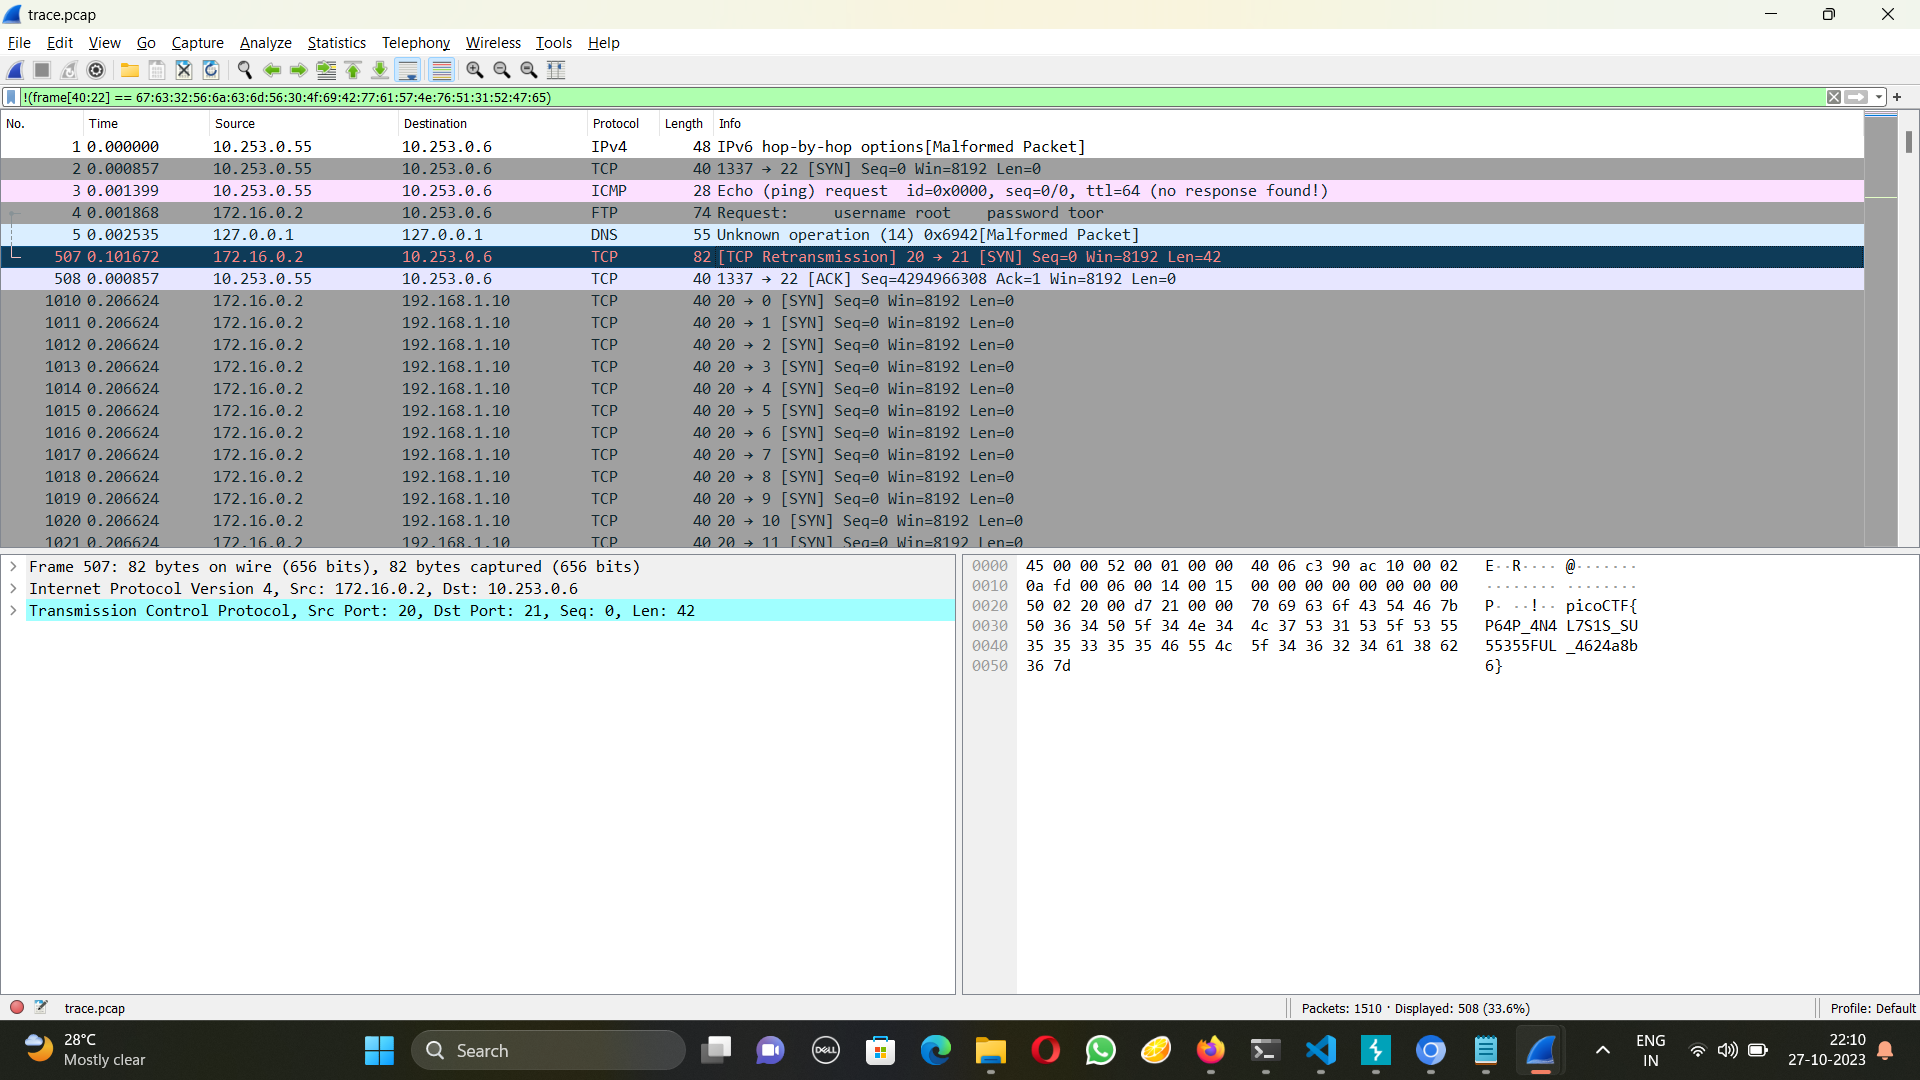 trace.pcap
File Edit View Go Capture Analyze Statistics Telephony Wireless Tools Help
!(frame[40:22] == 67:63:32:56:6a:63:6d:56:30:4f:69:42:77:61:57:4e:76:51:31:52:47:65)
No. Time Source Destination Protocol Length Info
1 0.000000 10.253.0.55 10.253.0.6 IPv4 48 IPv6 hop-by-hop options[Malformed Packet]
2 0.000857 10.253.0.55 10.253.0.6 TCP 40 1337 → 22 [SYN] Seq=0 Win=8192 Len=0
3 0.001399 10.253.0.55 10.253.0.6 ICMP 28 Echo (ping) request id=0x0000, seq=0/0, ttl=64 (no response found!)
4 0.001868 172.16.0.2 10.253.0.6 FTP 74 Request: username root password toor
5 0.002535 127.0.0.1 127.0.0.1 DNS 55 Unknown operation (14) 0x6942[Malformed Packet]
507 0.101672 172.16.0.2 10.253.0.6 TCP 82 [TCP Retransmission] 20 → 21 [SYN] Seq=0 Win=8192 Len=42
508 0.000857 10.253.0.55 10.253.0.6 TCP 40 1337 → 22 [ACK] Seq=4294966308 Ack=1 Win=8192 Len=0
1010 0.206624 172.16.0.2 192.168.1.10 TCP 40 20 → 0 [SYN] Seq=0 Win=8192 Len=0
1011 0.206624 172.16.0.2 192.168.1.10 TCP 40 20 → 1 [SYN] Seq=0 Win=8192 Len=0
1012 0.206624 172.16.0.2 192.168.1.10 TCP 40 20 → 2 [SYN] Seq=0 Win=8192 Len=0
1013 0.206624 172.16.0.2 192.168.1.10 TCP 40 20 → 3 [SYN] Seq=0 Win=8192 Len=0
1014 0.206624 172.16.0.2 192.168.1.10 TCP 40 20 → 4 [SYN] Seq=0 Win=8192 Len=0
1015 0.206624 172.16.0.2 192.168.1.10 TCP 40 20 → 5 [SYN] Seq=0 Win=8192 Len=0
1016 0.206624 172.16.0.2 192.168.1.10 TCP 40 20 → 6 [SYN] Seq=0 Win=8192 Len=0
1017 0.206624 172.16.0.2 192.168.1.10 TCP 40 20 → 7 [SYN] Seq=0 Win=8192 Len=0
1018 0.206624 172.16.0.2 192.168.1.10 TCP 40 20 → 8 [SYN] Seq=0 Win=8192 Len=0
1019 0.206624 172.16.0.2 192.168.1.10 TCP 40 20 → 9 [SYN] Seq=0 Win=8192 Len=0
1020 0.206624 172.16.0.2 192.168.1.10 TCP 40 20 → 10 [SYN] Seq=0 Win=8192 Len=0
1021 0.206624 172.16.0.2 192.168.1.10 TCP 40 20 → 11 [SYN] Seq=0 Win=8192 Len=0
Frame 507: 82 bytes on wire (656 bits), 82 bytes captured (656 bits)
Internet Protocol Version 4, Src: 172.16.0.2, Dst: 10.253.0.6
Transmission Control Protocol, Src Port: 20, Dst Port: 21, Seq: 0, Len: 42
0000 45 00 00 52 00 01 00 00 40 06 c3 90 ac 10 00 02 E··R···· @·······
0010 0a fd 00 06 00 14 00 15 00 00 00 00 00 00 00 00 ········ ········
0020 50 02 20 00 d7 21 00 00 70 69 63 6f 43 54 46 7b P· ··!·· picoCTF{
0030 50 36 34 50 5f 34 4e 34 4c 37 53 31 53 5f 53 55 P64P_4N4 L7S1S_SU
0040 35 35 33 35 35 46 55 4c 5f 34 36 32 34 61 38 62 55355FUL _4624a8b
0050 36 7d 6}
trace.pcap
Packets: 1510 · Displayed: 508 (33.6%)
Profile: Default
28°C
Mostly clear
Search
DELL
ENG
IN
22:10
27-10-2023